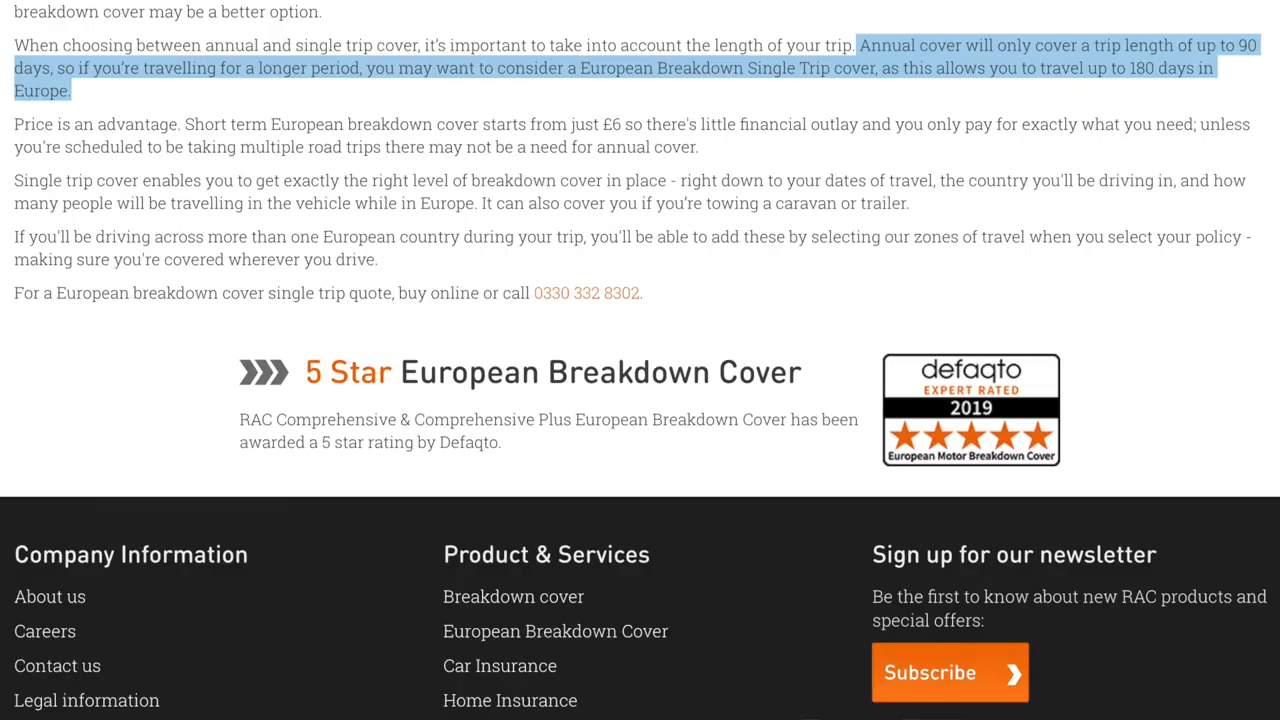 breakdown cover may be a better option.
When choosing between annual and single trip cover, it’s important to take into account the length of your trip. Annual cover will only cover a trip length of up to 90
days, so if you’re travelling for a longer period, you may want to consider a European Breakdown Single Trip cover, as this allows you to travel up to 180 days in
Europe.
Price is an advantage. Short term European breakdown cover starts from just £6 so there's little financial outlay and you only pay for exactly what you need; unless
you're scheduled to be taking multiple road trips there may not be a need for annual cover.
Single trip cover enables you to get exactly the right level of breakdown cover in place - right down to your dates of travel, the country you'll be driving in, and how
many people will be travelling in the vehicle while in Europe. It can also cover you if you’re towing a caravan or trailer.
If you'll be driving across more than one European country during your trip, you'll be able to add these by selecting our zones of travel when you select your policy -
making sure you're covered wherever you drive.
For a European breakdown cover single trip quote, buy online or call 0330 332 8302.
5 Star European Breakdown Cover
RAC Comprehensive & Comprehensive Plus European Breakdown Cover has been
awarded a 5 star rating by Defaqto.
defaqto
EXPERT RATED
2019
European Motor Breakdown Cover
Company Information
About us
Careers
Contact us
Legal information
Product & Services
Breakdown cover
European Breakdown Cover
Car Insurance
Home Insurance
Sign up for our newsletter
Be the first to know about new RAC products and
special offers:
Subscribe